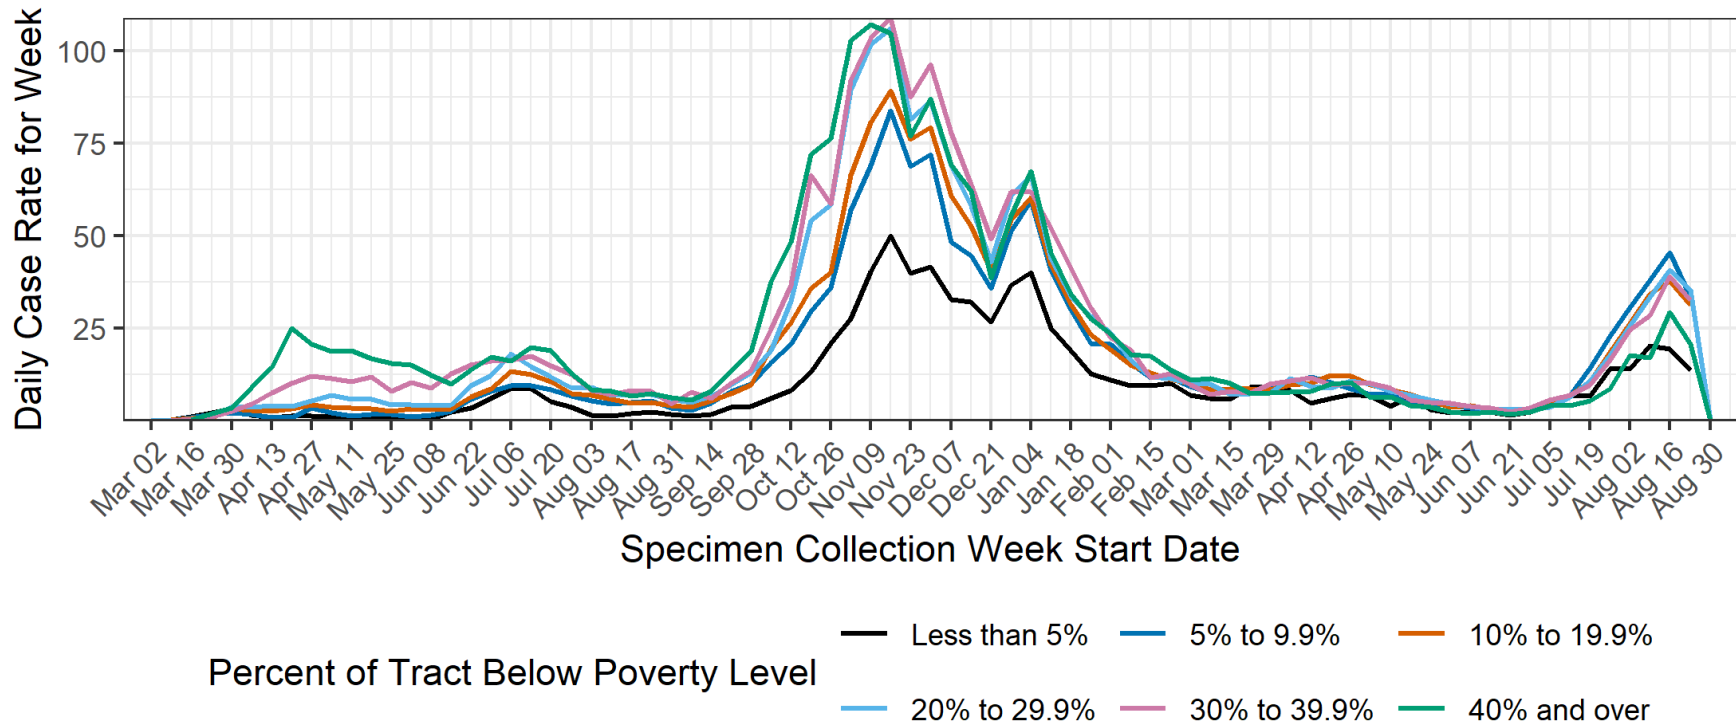 Daily Case Rate for Week
100
75
50
25
Mar 02
Mar 16
Mar 30
Apr 13
Apr 27
May 11
May 25
Jun 08
Jun 22
Jul 06
Jul 20
Aug 03
Aug 17
Aug 31
Sep 14
Sep 28
Oct 12
Oct 26
Nov 09
Nov 23
Dec 07
Dec 21
Jan 04
Jan 18
Feb 01
Feb 15
Mar 01
Mar 15
Mar 29
Apr 12
Apr 26
May 10
May 24
Jun 07
Jun 21
Jul 05
Jul 19
Aug 02
Aug 16
Aug 30
Specimen Collection Week Start Date
Percent of Tract Below Poverty Level
Less than 5%
5% to 9.9%
10% to 19.9%
20% to 29.9%
30% to 39.9%
40% and over